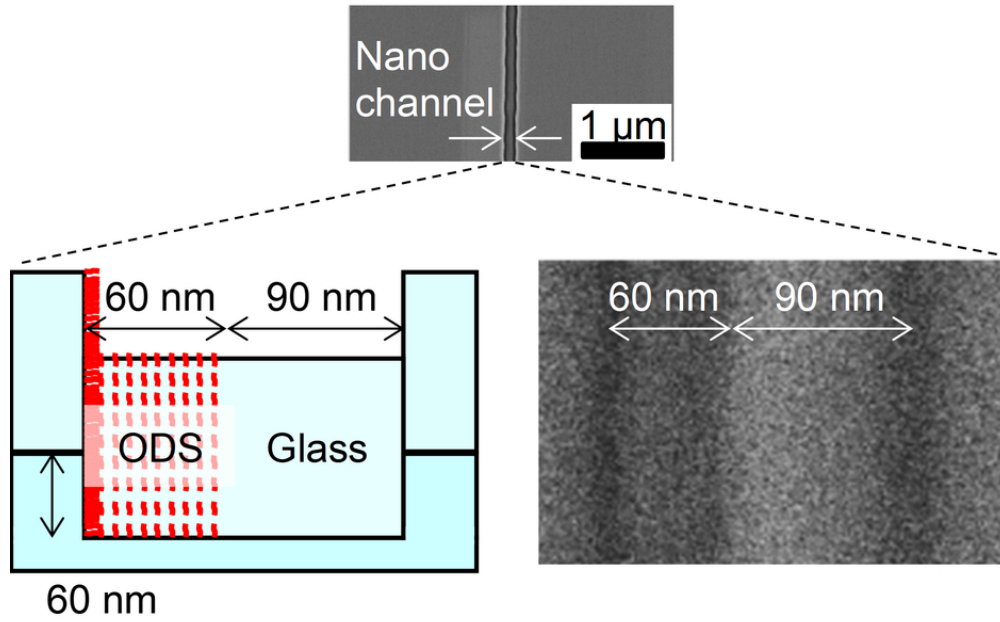 Nano
channel
1 μm
60 nm
90 nm
60 nm
90 nm
ODS
Glass
60 nm